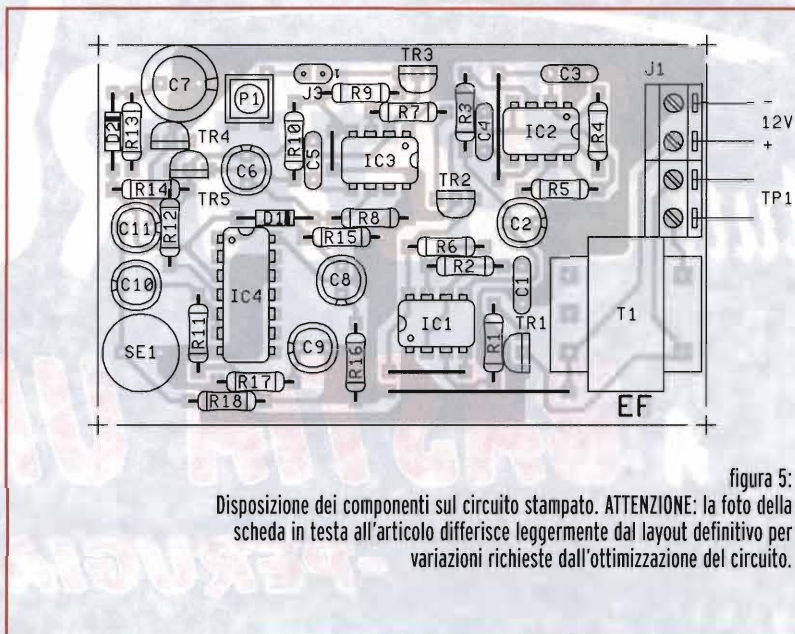 TR3
J1
C7
P1
J3
1
R9
C3
D2
R13
R7
R3
C4
IC2
R4
-
12V
+
TR4
R10
C5
IC3
TR5
C6
TR2
R14
R5
TP1
R12
C11
D1
R8
C2
R15
R6
R2
C10
IC4
C8
C1
T1
SE1
R11
C9
R16
IC1
R1
TR1
R17
R18
EF
figura 5:
Disposizione dei componenti sul circuito stampato. ATTENZIONE: la foto della
scheda in testa all'articolo differisce leggermente dal layout definitivo per
variazioni richieste dall'ottimizzazione del circuito.